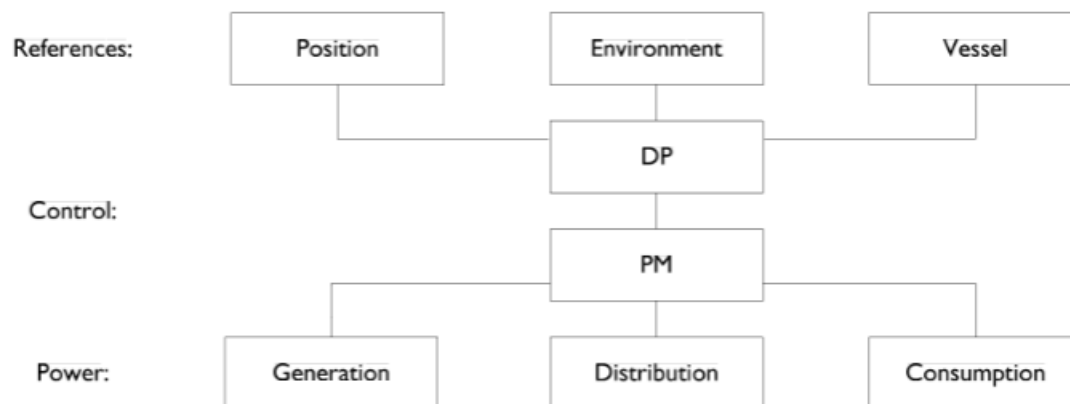 References:
Position
Environment
Vessel
DP
Control:
PM
Power:
Generation
Distribution
Consumption